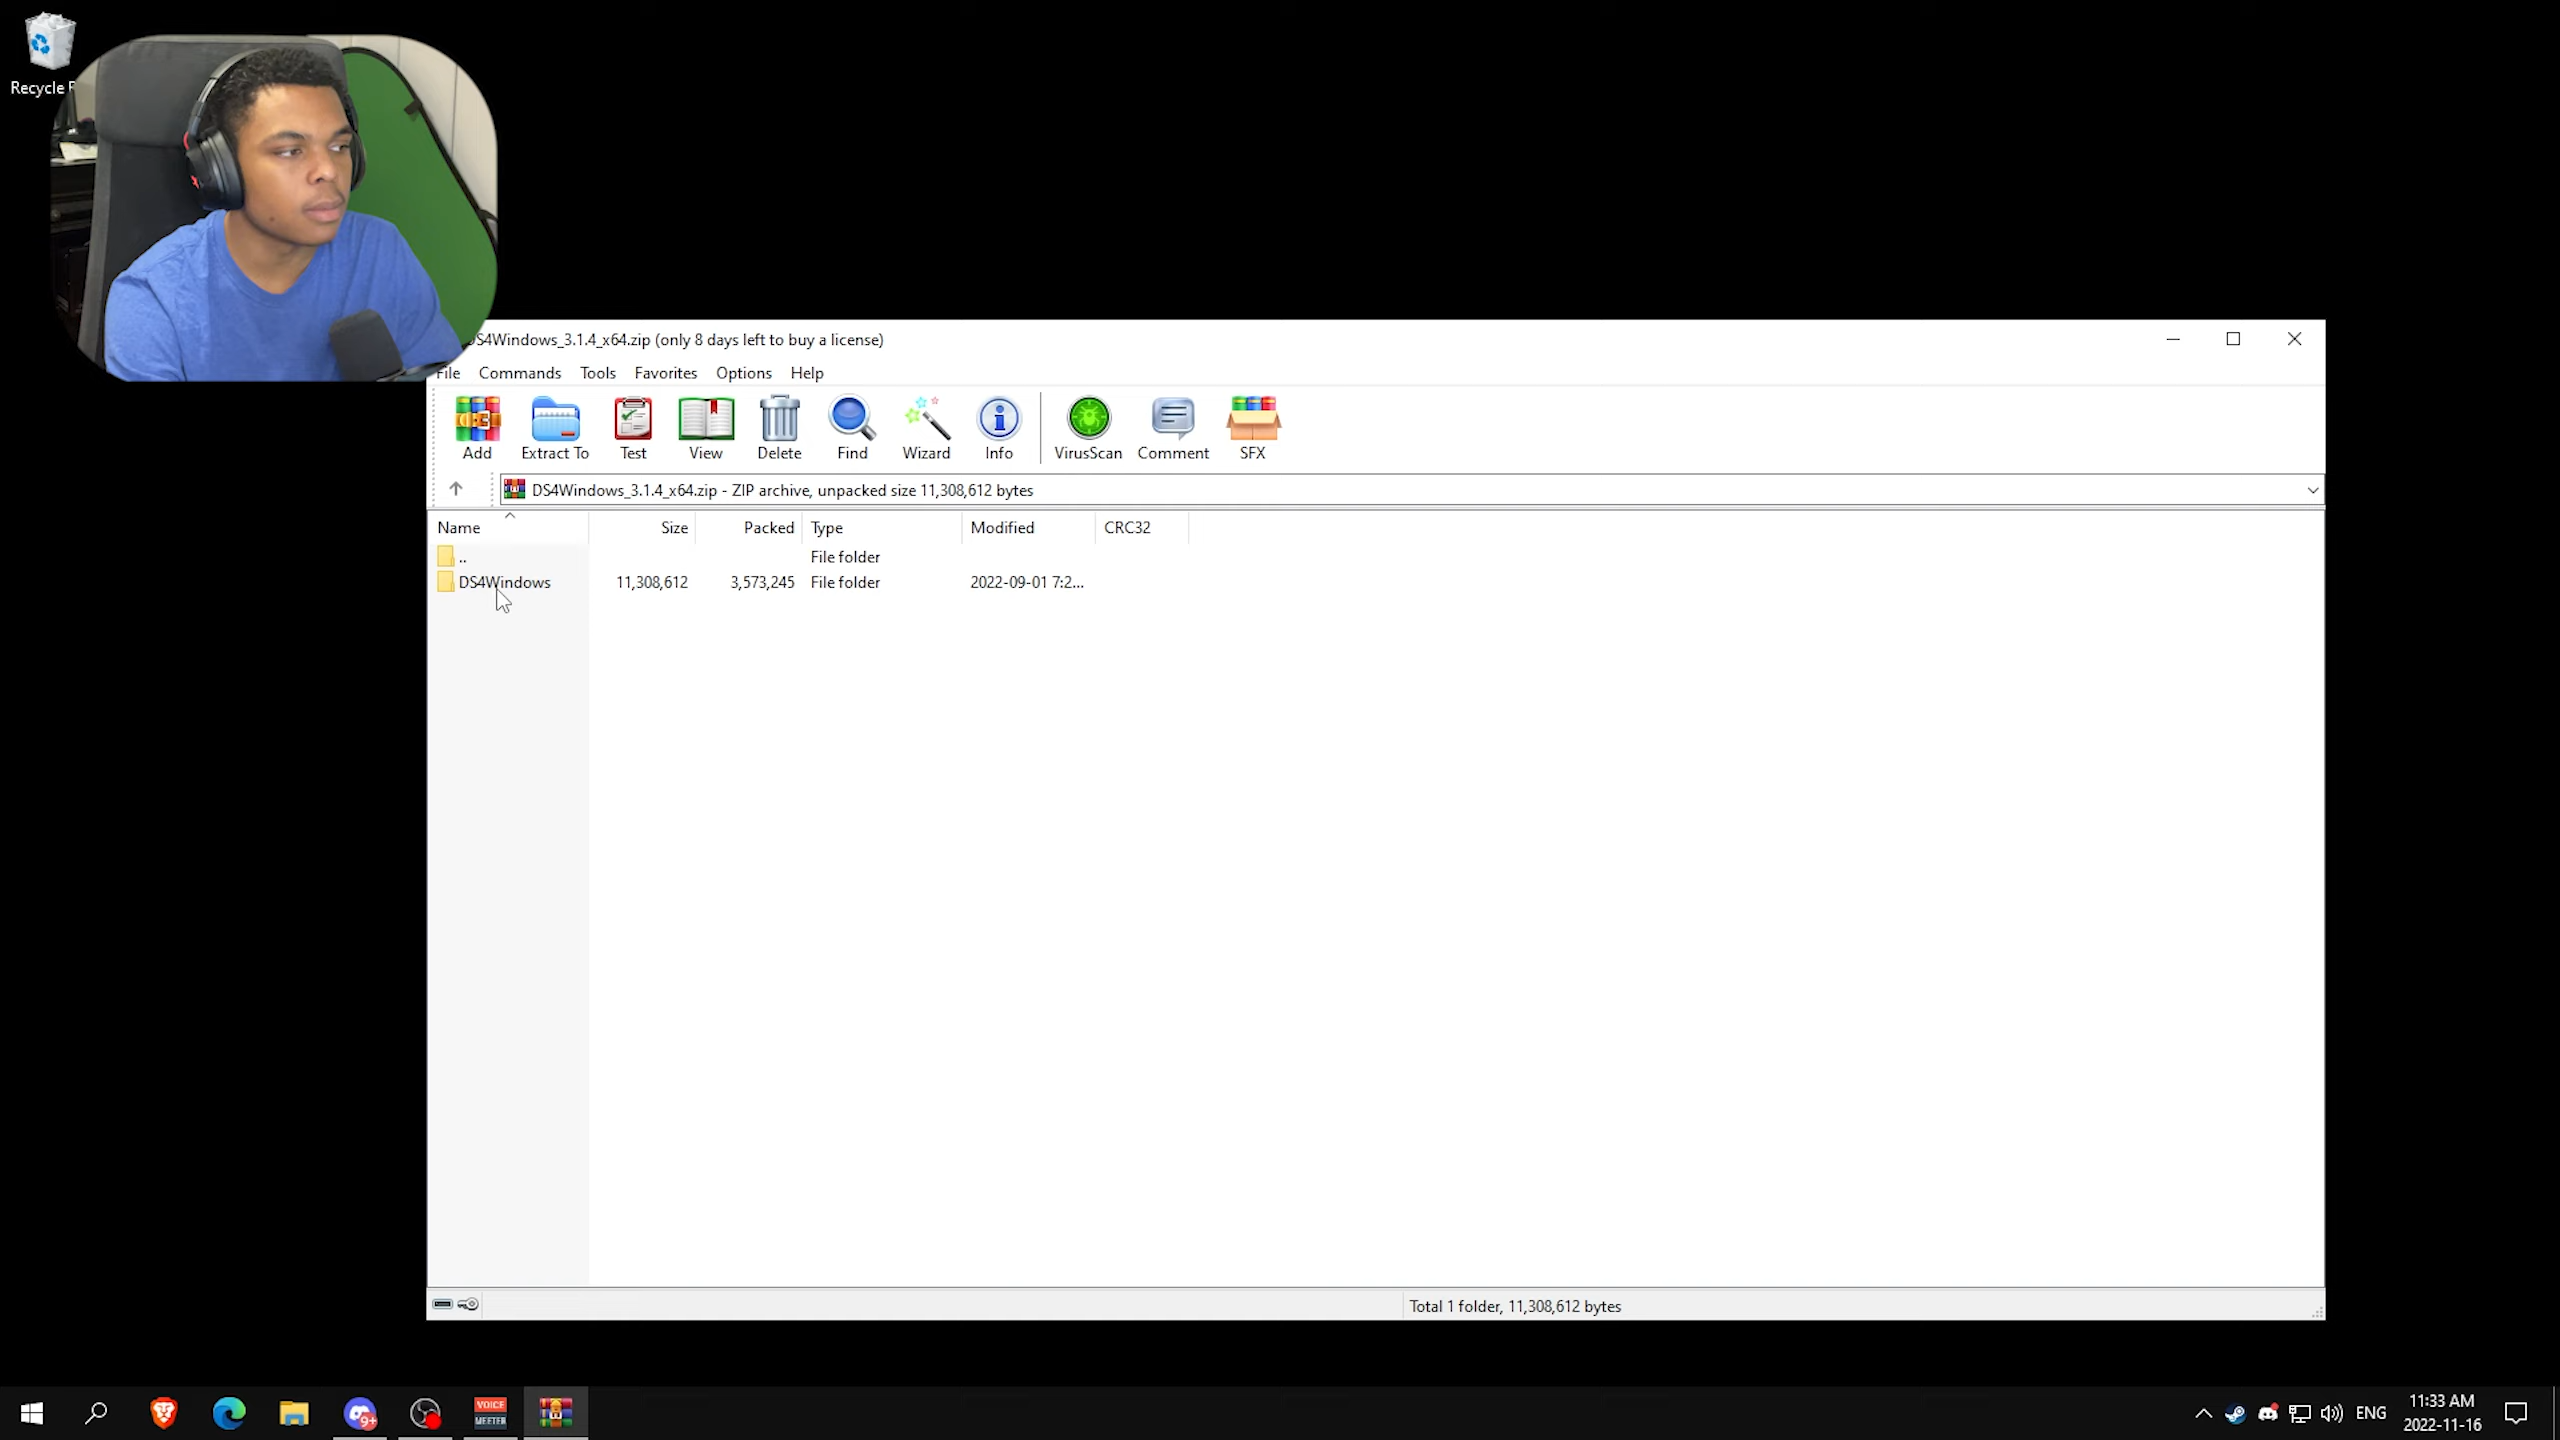 Recycle
DS4Windows_3.1.4_x64.zip (only 8 days left to buy a license)
File Commands Tools Favorites Options Help
Add Extract To Test View Delete Find Wizard Info VirusScan Comment SFX
DS4Windows_3.1.4_x64.zip - ZIP archive, unpacked size 11,308,612 bytes
Name Size Packed Type Modified CRC32
.. File folder
DS4Windows 11,308,612 3,573,245 File folder 2022-09-01 7:2...
Total 1 folder, 11,308,612 bytes
9+
VOICE
MEETER
ENG
11:33 AM
2022-11-16